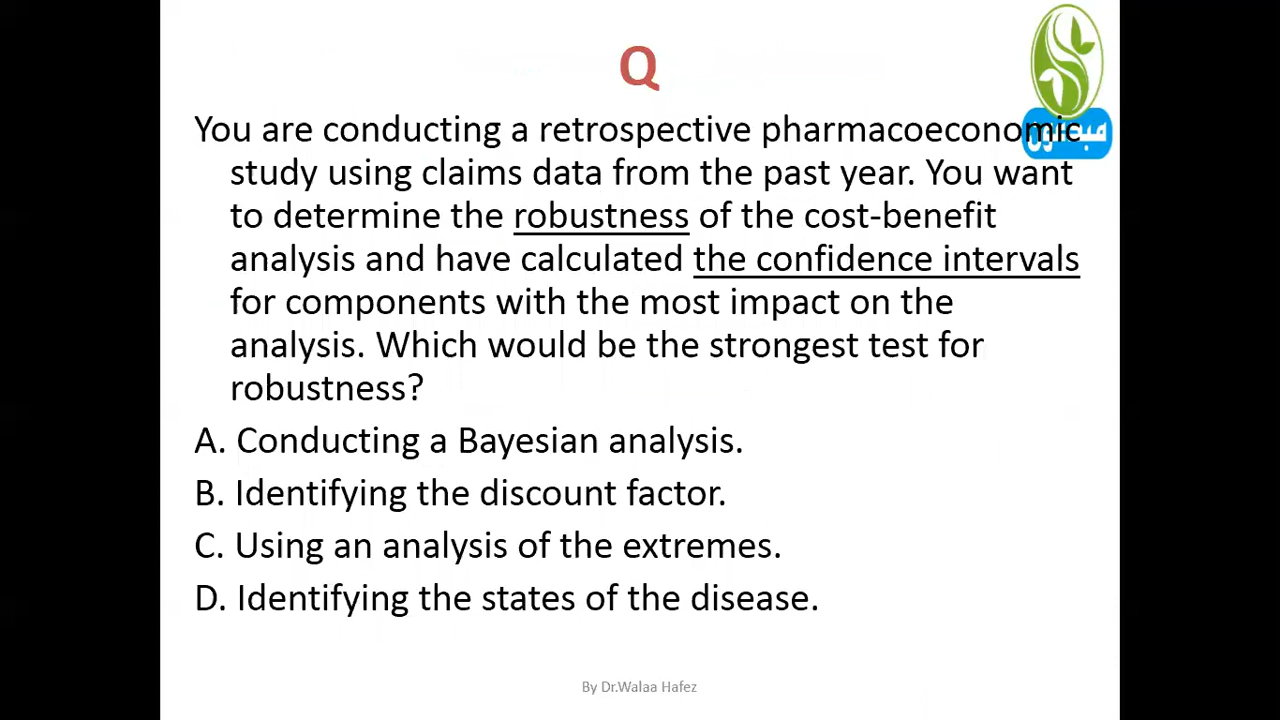 Q
You are conducting a retrospective pharmacoeconomic
study using claims data from the past year. You want
to determine the robustness of the cost-benefit
analysis and have calculated the confidence intervals
for components with the most impact on the
analysis. Which would be the strongest test for
robustness?
A. Conducting a Bayesian analysis.
B. Identifying the discount factor.
C. Using an analysis of the extremes.
D. Identifying the states of the disease.
By Dr.Walaa Hafez